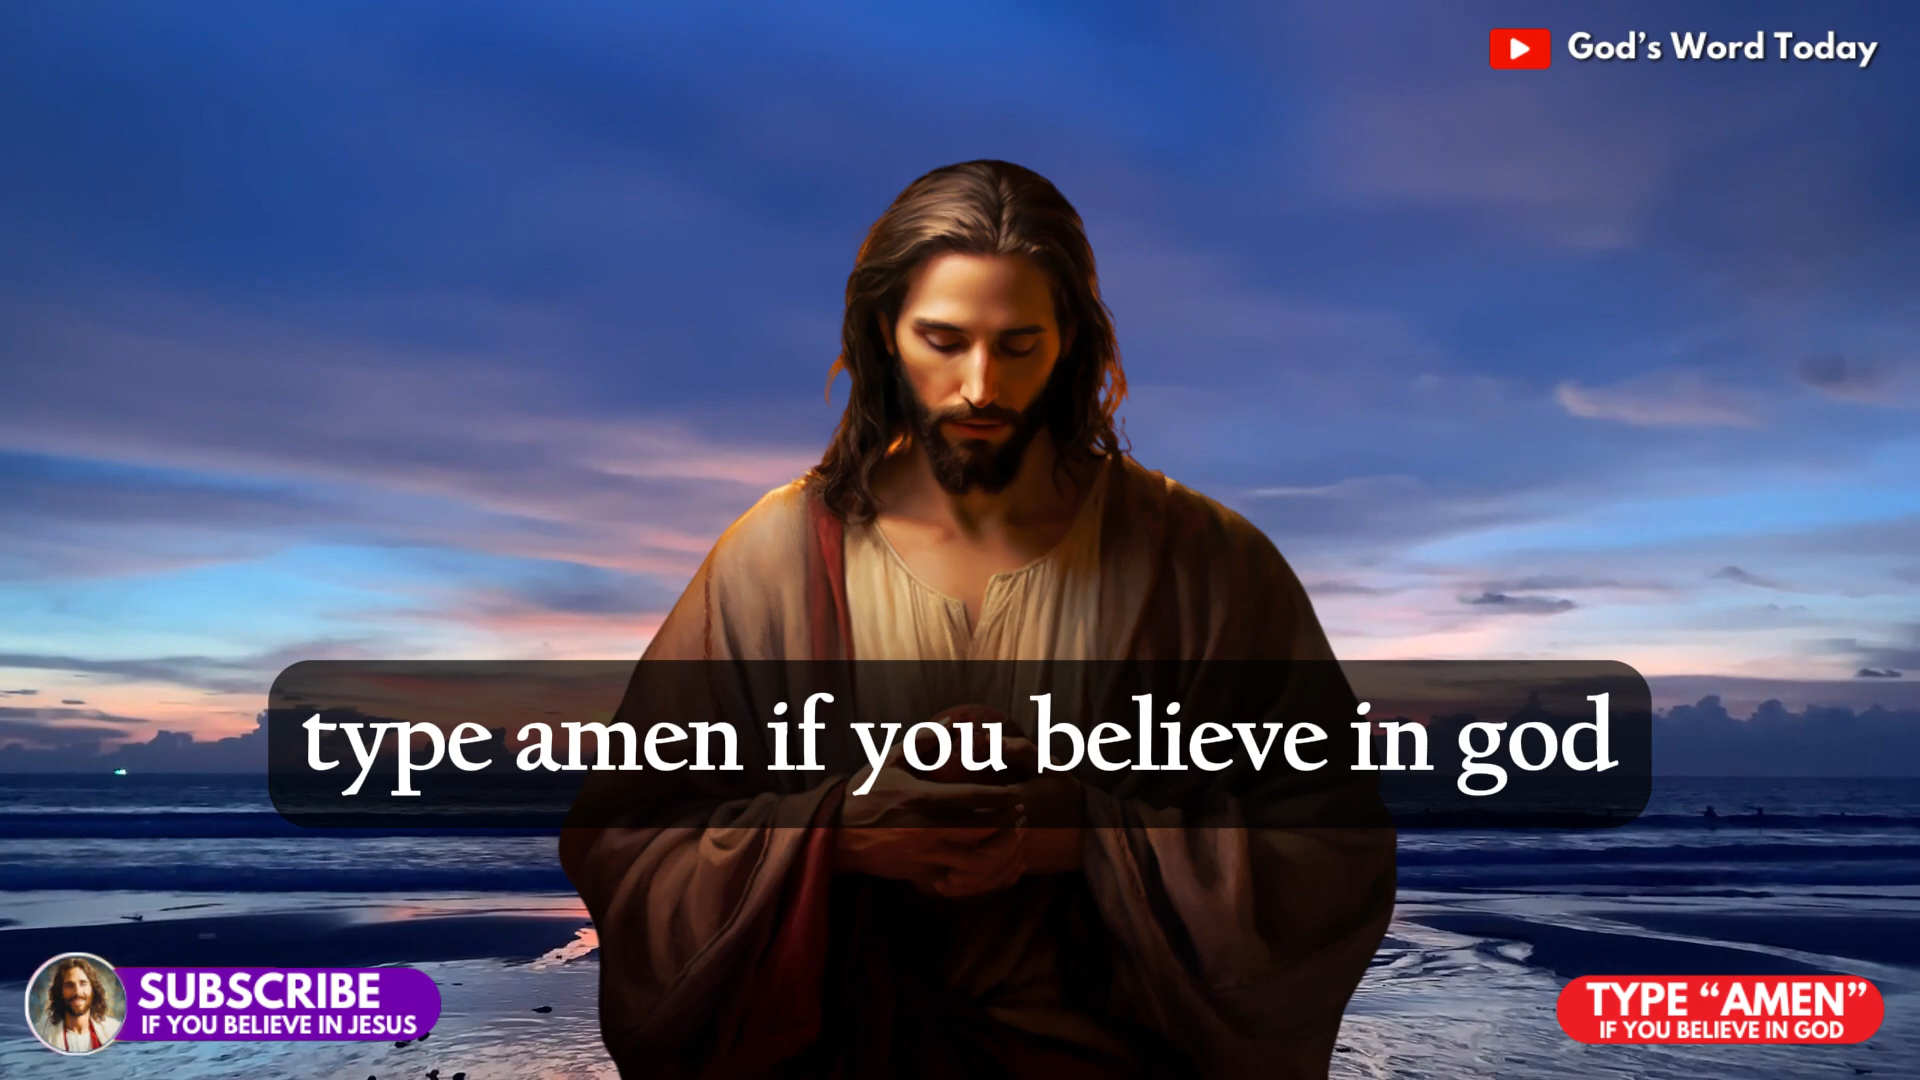 God’s Word Today
type amen if you believe in god
SUBSCRIBE
IF YOU BELIEVE IN JESUS
TYPE “AMEN”
IF YOU BELIEVE IN GOD